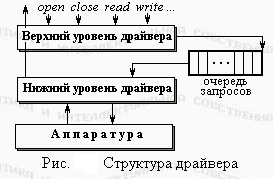 open close read write...
Верхний уровень драйвера
Нижний уровень драйвера
очередь
запросов
Аппаратура
Рис. Структура драйвера